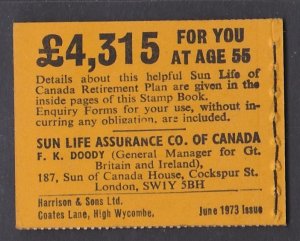 £4,315 FOR YOU
AT AGE 55
Details about this helpful Sun Life of
Canada Retirement Plan are given in the
inside pages of this Stamp Book.
Enquiry Forms for your use, without incur-
ring any obligation, are included.
SUN LIFE ASSURANCE CO. OF CANADA
F. K. DOODY (General Manager for Gt.
Britain and Ireland),
187, Sun of Canada House, Cockspur St.
London, SW1Y 5BH
Harrison & Sons Ltd.
Coates Lane, High Wycombe.
June 1973 Issue